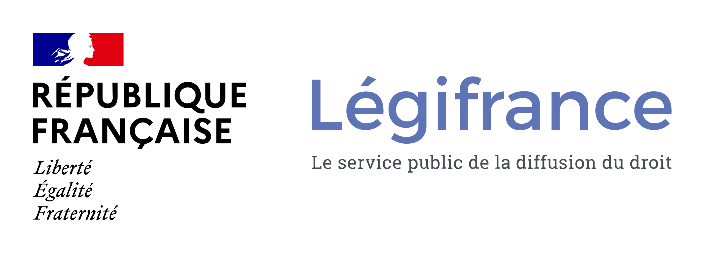 RÉPUBLIQUE
FRANÇAISE
Liberté
Égalité
Fraternité
Légifrance
Le service public de la diffusion du droit